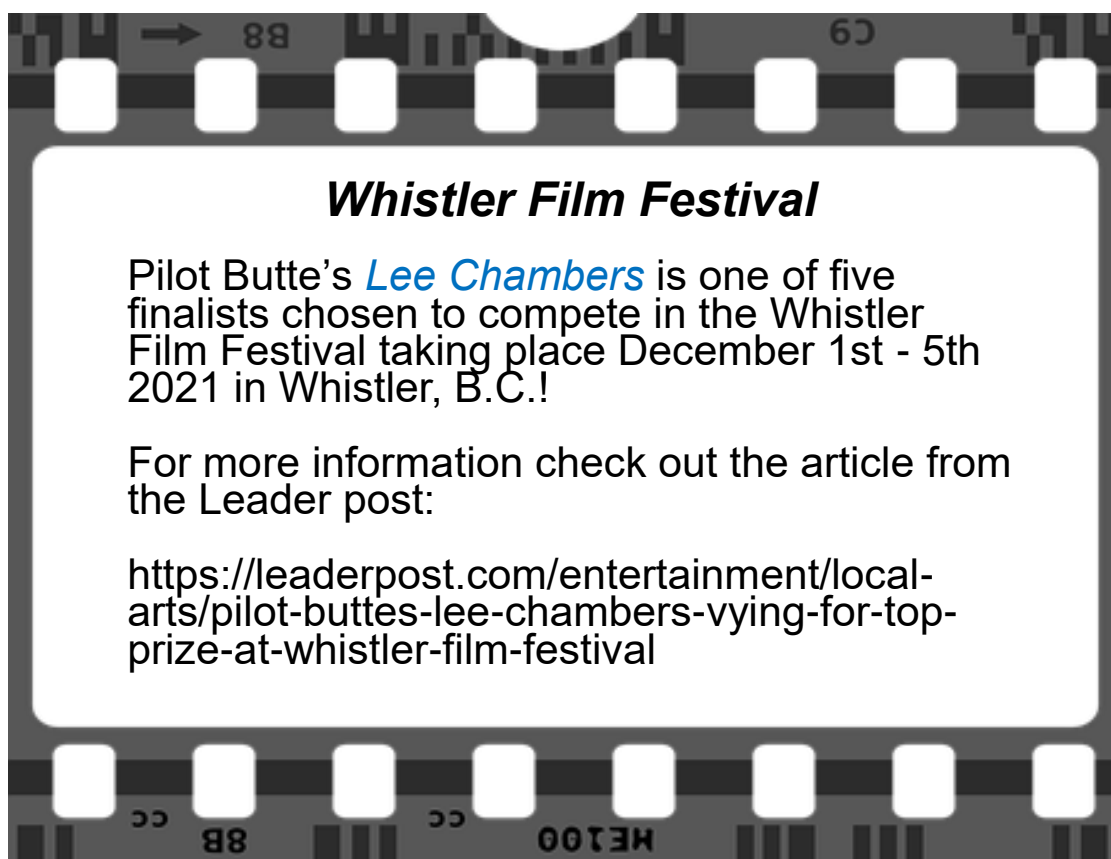 B8 C9
Whistler Film Festival
Pilot Butte’s Lee Chambers is one of five
finalists chosen to compete in the Whistler
Film Festival taking place December 1st - 5th
2021 in Whistler, B.C.!
For more information check out the article from
the Leader post:
https://leaderpost.com/entertainment/local-
arts/pilot-buttes-lee-chambers-vying-for-top-
prize-at-whistler-film-festival
cc 8B cc ME100